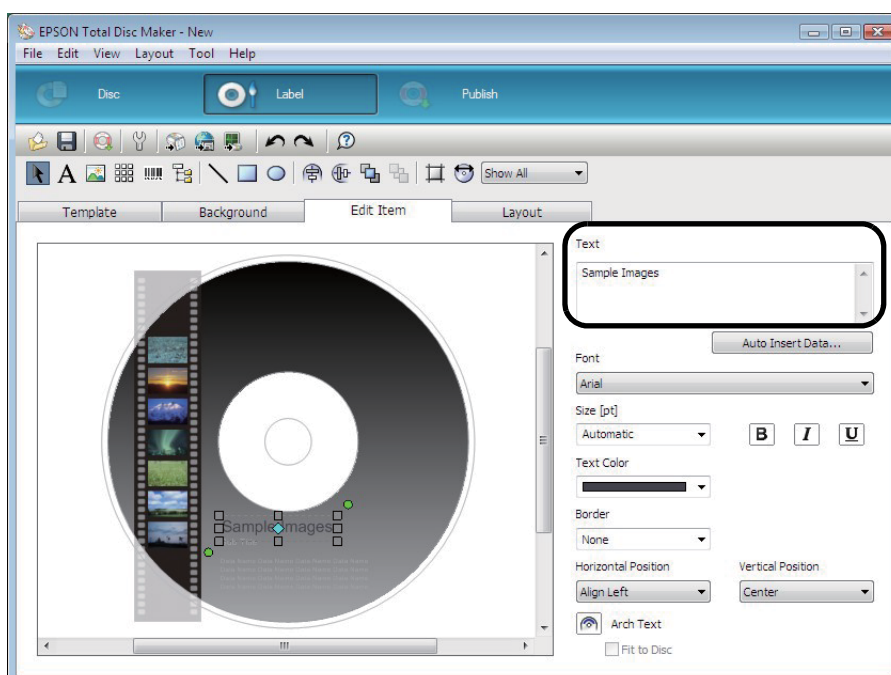 EPSON Total Disc Maker - New
File Edit View Layout Tool Help
Disc Label Publish
Show All
Template Background Edit Item Layout
Text
Sample Images
Auto Insert Data...
Font
Arial
Size [pt]
Automatic B I U
Text Color
Border
None
Horizontal Position Vertical Position
Align Left Center
Arch Text
Fit to Disc
Sample Images